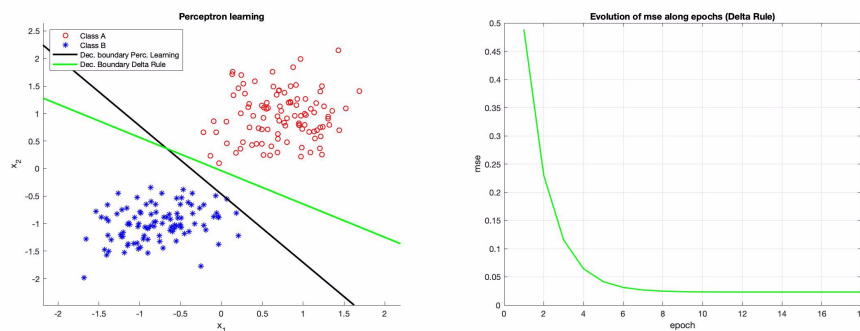 Perceptron learning
Class A
Class B
Dec. boundary Perc. Learning
Dec. Boundary Delta Rule
2.5
2
1.5
1
0.5
0
-0.5
-1
-1.5
-2
x2
-2 -1.5 -1 -0.5 0 0.5 1 1.5 2
x1
Evolution of mse along epochs (Delta Rule)
0.5
0.45
0.4
0.35
0.3
0.25
0.2
0.15
0.1
0.05
0
mse
0 2 4 6 8 10 12 14 16 18
epoch